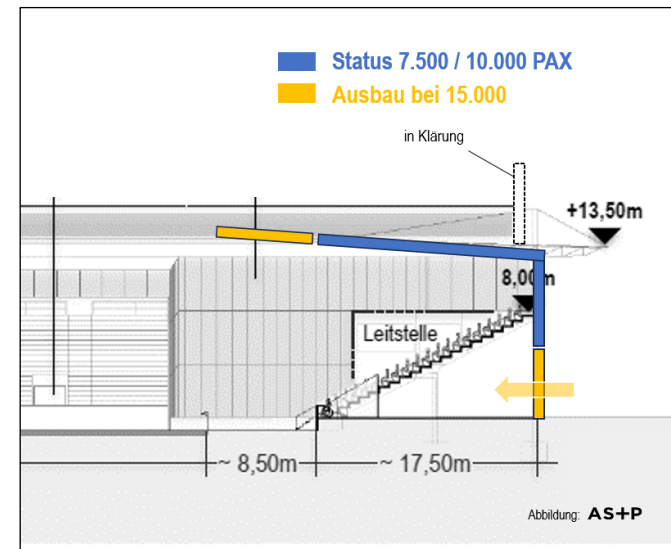 Status 7.500 / 10.000 PAX
Ausbau bei 15.000
in Klärung
+13,50m
8,00m
Leitstelle
~ 8,50m
~ 17,50m
Abbildung: AS+P